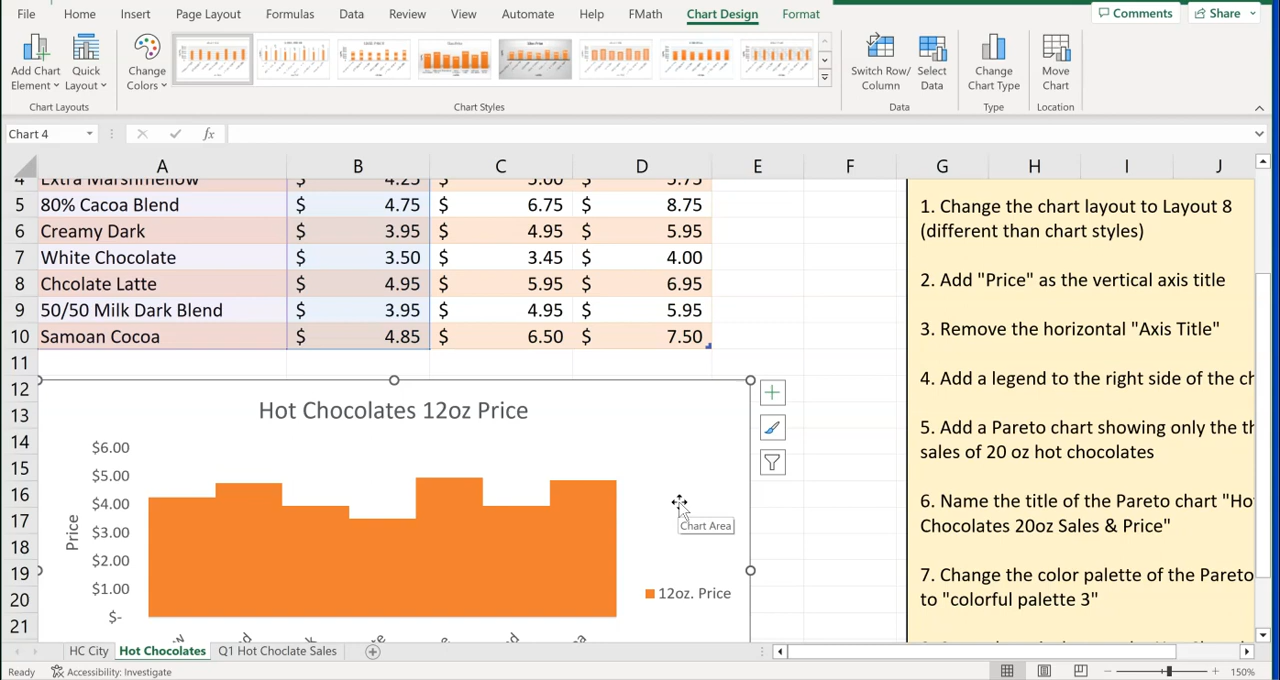 File Home Insert Page Layout Formulas Data Review View Automate Help FMath Chart Design Format Comments Share
Add Chart Element Quick Layout Change Colors Switch Row/ Column Select Data Change Chart Type Move Chart
Chart Layouts Chart Styles Data Type Location
Chart 4 fx
A B C D E F G H I J
4 Extra Marshmellow $ 4.25 $ 5.00 $ 5.75
5 80% Cacoa Blend $ 4.75 $ 6.75 $ 8.75
6 Creamy Dark $ 3.95 $ 4.95 $ 5.95
7 White Chocolate $ 3.50 $ 3.45 $ 4.00
8 Chcolate Latte $ 4.95 $ 5.95 $ 6.95
9 50/50 Milk Dark Blend $ 3.95 $ 4.95 $ 5.95
10 Samoan Cocoa $ 4.85 $ 6.50 $ 7.50
11
12
13
14
15
16
17
18
19
20
21
Hot Chocolates 12oz Price
$6.00
$5.00
$4.00
$3.00
$2.00
$1.00
$-
Price
Chart Area
12oz. Price
1. Change the chart layout to Layout 8
(different than chart styles)
2. Add "Price" as the vertical axis title
3. Remove the horizontal "Axis Title"
4. Add a legend to the right side of the ch
5. Add a Pareto chart showing only the th
sales of 20 oz hot chocolates
6. Name the title of the Pareto chart "Ho
Chocolates 20oz Sales & Price"
7. Change the color palette of the Pareto
to "colorful palette 3"
HC City Hot Chocolates Q1 Hot Choclate Sales
Ready Accessibility: Investigate 150%